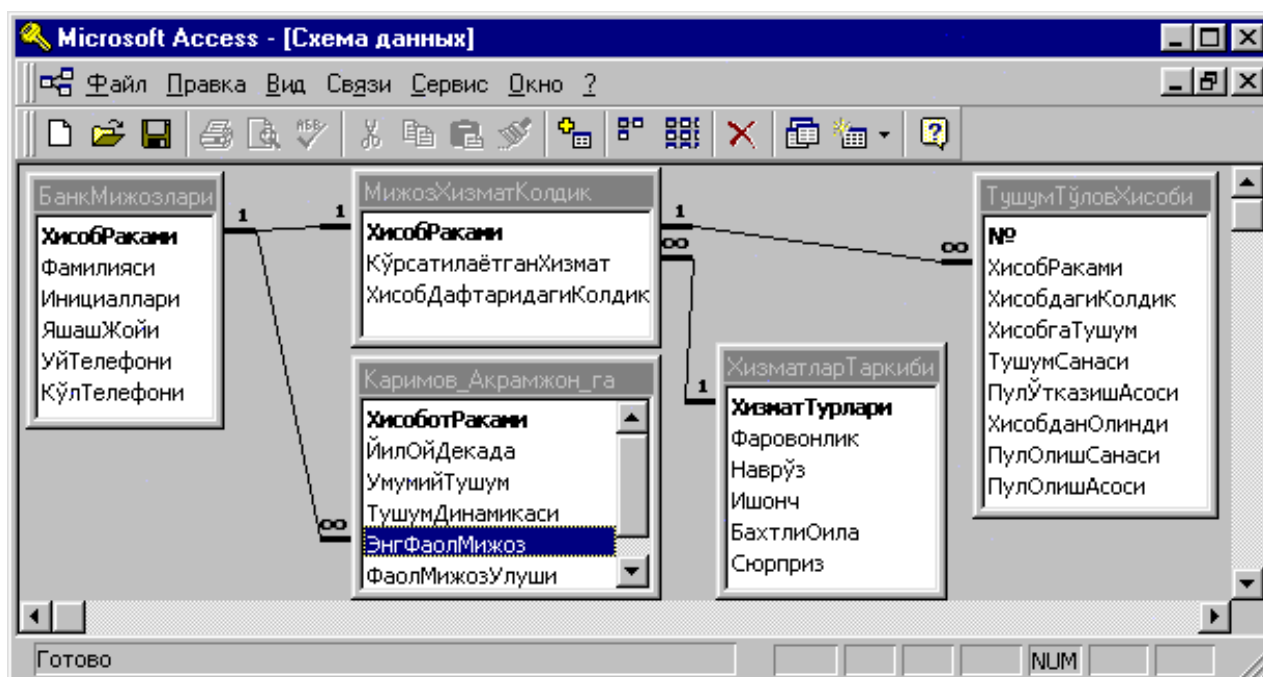 Microsoft Access - [Схема данных]
Файл Правка Вид Связи Сервис Окно ?
БанкМижозлари
ХисобРаками
Фамилияси
Инициаллари
ЯшашЖойи
УйТелефони
КўлТелефони
1
1
МижозХизматКолдик
ХисобРаками
КўрсатилаётганХизмат
ХисобДафтаридагиКолдик
1
∞
∞
ТушумТўловХисоби
№
ХисобРаками
ХисобдагиКолдик
ХисобгаТушум
ТушумСанаси
ПулЎтказишАсоси
ХисобданОлинди
ПулОлишСанаси
ПулОлишАсоси
Каримов_Акрамжон_га
ХисоботРаками
ЙилОйДекада
УмумийТушум
ТушумДинамикаси
ЭнгФаолМижоз
ФаолМижозУлуши
∞
1
ХизматларТаркиби
ХизматТурлари
Фаровонлик
Наврўз
Ишонч
БахтлиОила
Сюрприз
Готово
NUM